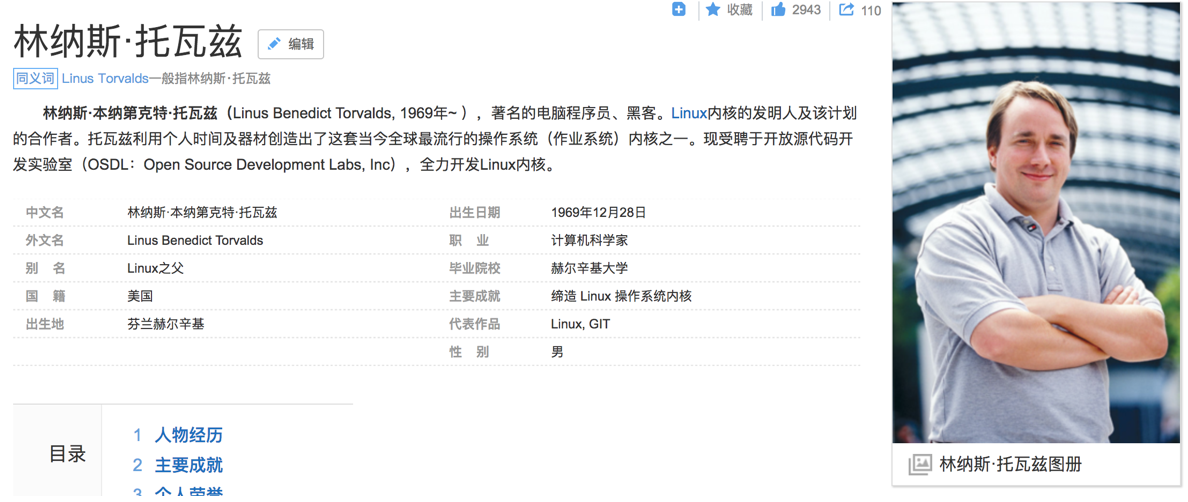 收藏 2943 110
林纳斯·托瓦兹 编辑
同义词 Linus Torvalds一般指林纳斯·托瓦兹
林纳斯·本纳第克特·托瓦兹（Linus Benedict Torvalds, 1969年~ ），著名的电脑程序员、黑客。Linux内核的发明人及该计划
的合作者。托瓦兹利用个人时间及器材创造出了这套当今全球最流行的操作系统（作业系统）内核之一。现受聘于开放源代码开
发实验室（OSDL：Open Source Development Labs, Inc），全力开发Linux内核。
中文名 林纳斯·本纳第克特·托瓦兹 出生日期 1969年12月28日
外文名 Linus Benedict Torvalds 职 业 计算机科学家
别 名 Linux之父 毕业院校 赫尔辛基大学
国 籍 美国 主要成就 缔造 Linux 操作系统内核
出生地 芬兰赫尔辛基 代表作品 Linux, GIT
性 别 男
目录
1 人物经历
2 主要成就
3 个人荣誉
林纳斯·托瓦兹图册